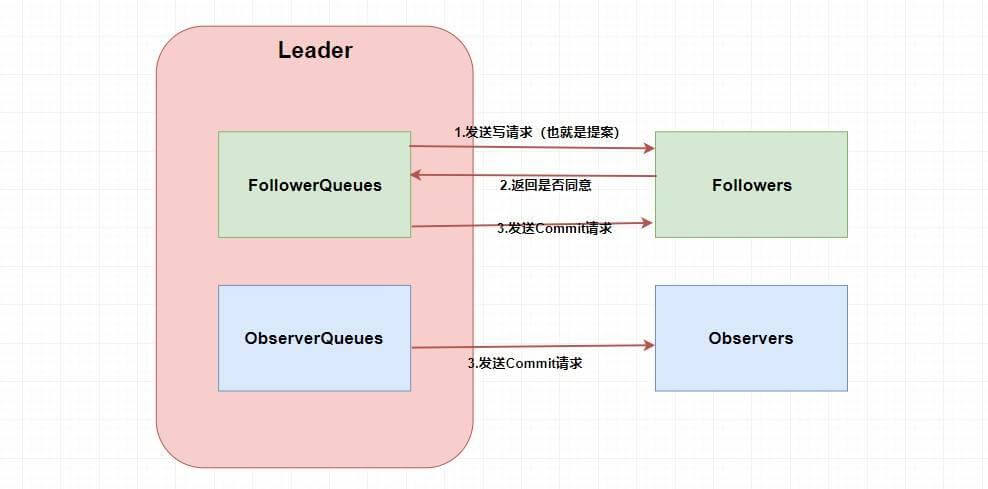 Leader
1.发送写请求（也就是提案）
FollowerQueues
2.返回是否同意
Followers
3.发送Commit请求
ObserverQueues
Observers
3.发送Commit请求